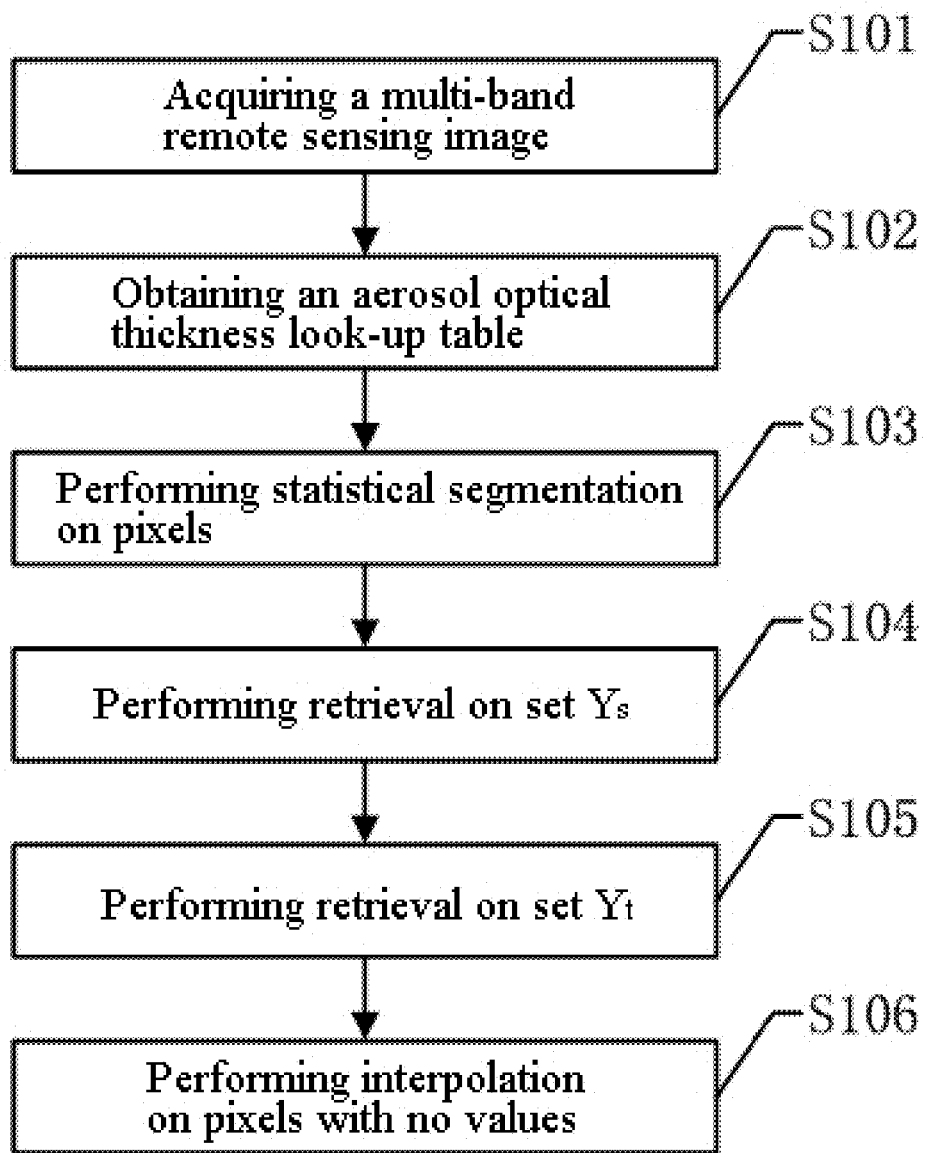 S101
Acquiring a multi-band
remote sensing image
S102
Obtaining an aerosol optical
thickness look-up table
S103
Performing statistical segmentation
on pixels
S104
Performing retrieval on set Ys
S105
Performing retrieval on set Yt
S106
Performing interpolation
on pixels with no values